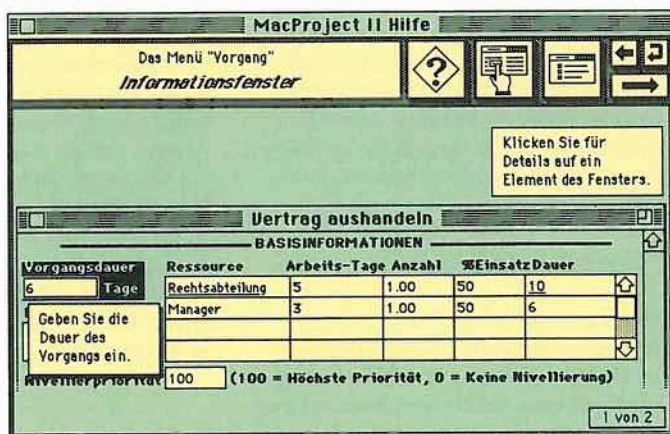 MacProject II Hilfe
Das Menü "Vorgang"
Informationsfenster
?
Klicken Sie für
Details auf ein
Element des Fensters.
Vertrag aushandeln
BASISINFORMATIONEN
Vorgangsdauer Ressource Arbeits-Tage Anzahl %Einsatz Dauer
6 Tage Rechtsabteilung 5 1.00 50 10
Manager 3 1.00 50 6
Geben Sie die
Dauer des
Vorgangs ein.
Nivellierpriorität 100 (100 = Höchste Priorität, 0 = Keine Nivellierung)
1 von 2